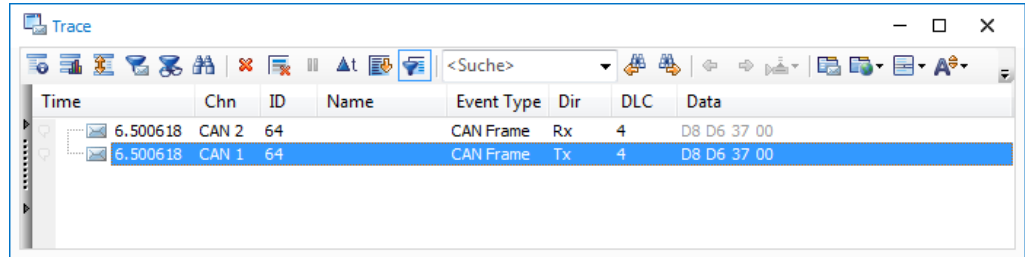 Trace
Δt <Suche>
Time Chn ID Name Event Type Dir DLC Data
6.500618 CAN 2 64 CAN Frame Rx 4 D8 D6 37 00
6.500618 CAN 1 64 CAN Frame Tx 4 D8 D6 37 00